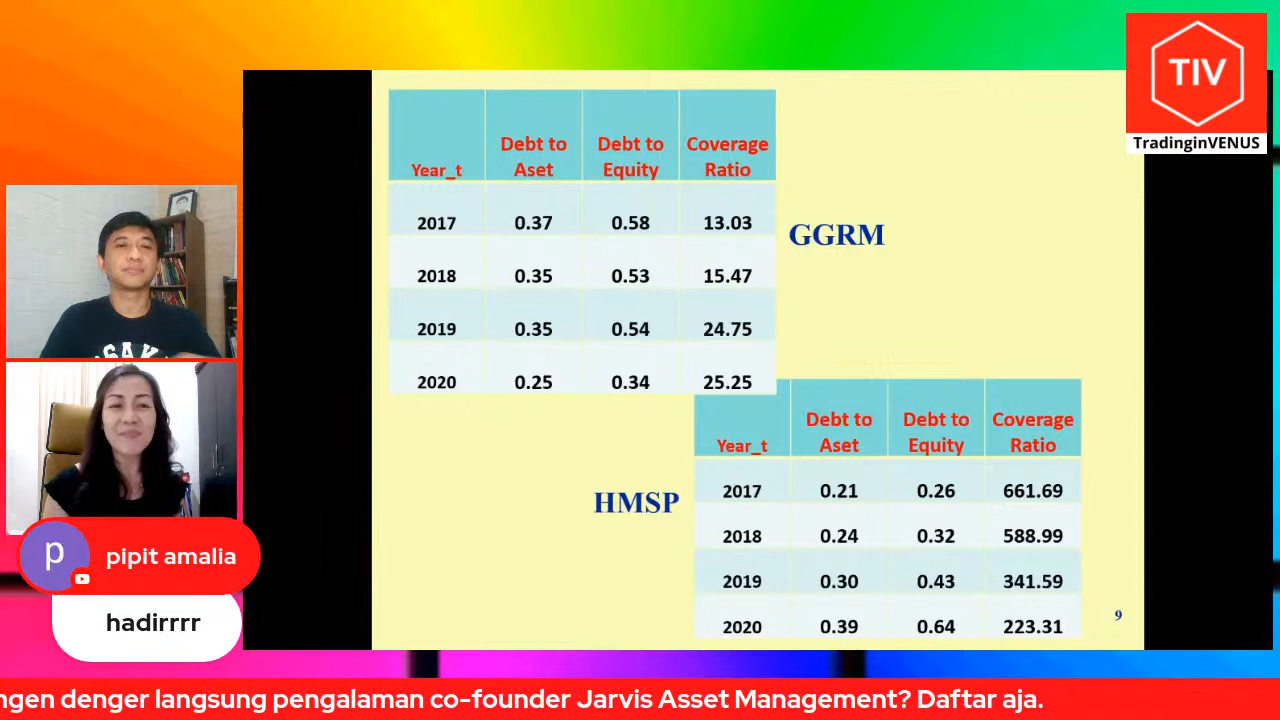 TIV
TradinginVENUS
Year_t Debt to Aset Debt to Equity Coverage Ratio
2017 0.37 0.58 13.03
2018 0.35 0.53 15.47
2019 0.35 0.54 24.75
2020 0.25 0.34 25.25
GGRM
HMSP
Year_t Debt to Aset Debt to Equity Coverage Ratio
2017 0.21 0.26 661.69
2018 0.24 0.32 588.99
2019 0.30 0.43 341.59
2020 0.39 0.64 223.31
9
p
pipit amalia
hadirrrr
denger langsung pengalaman co-founder Jarvis Asset Management? Daftar aja.